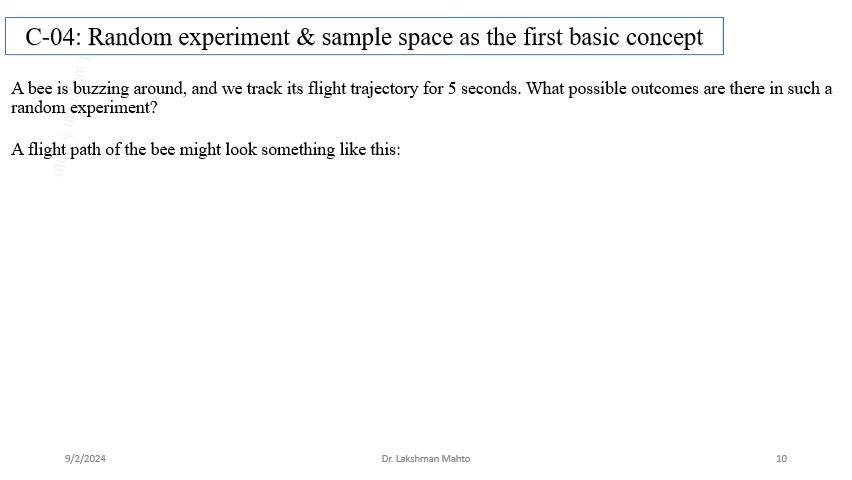 C-04: Random experiment & sample space as the first basic concept
A bee is buzzing around, and we track its flight trajectory for 5 seconds. What possible outcomes are there in such a
random experiment?
A flight path of the bee might look something like this:
9/2/2024
Dr. Lakshman Mahto
10